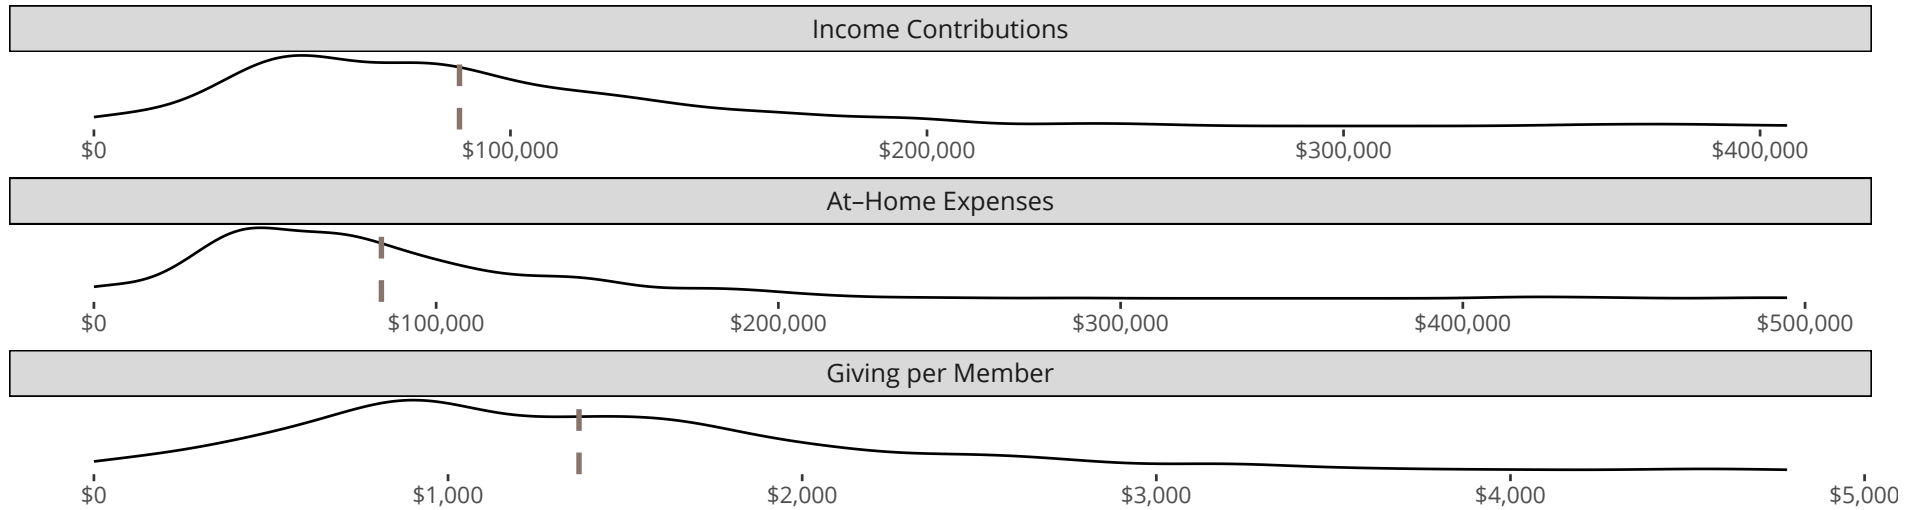 Income Contributions
$0 $100,000 $200,000 $300,000 $400,000
At–Home Expenses
$0 $100,000 $200,000 $300,000 $400,000 $500,000
Giving per Member
$0 $1,000 $2,000 $3,000 $4,000 $5,000